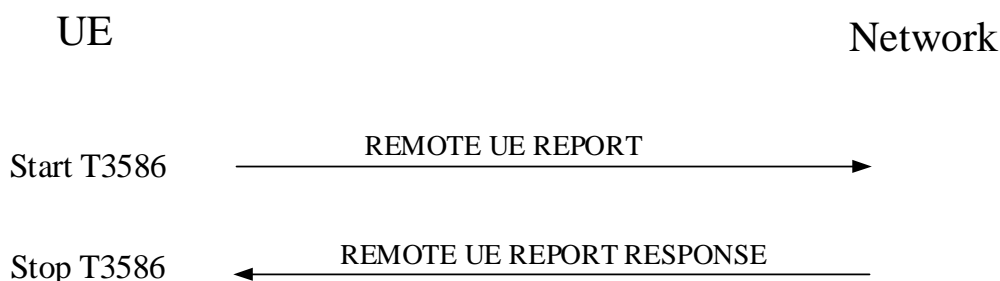 UE
Network
REMOTE UE REPORT
Start T3586
REMOTE UE REPORT RESPONSE
Stop T3586